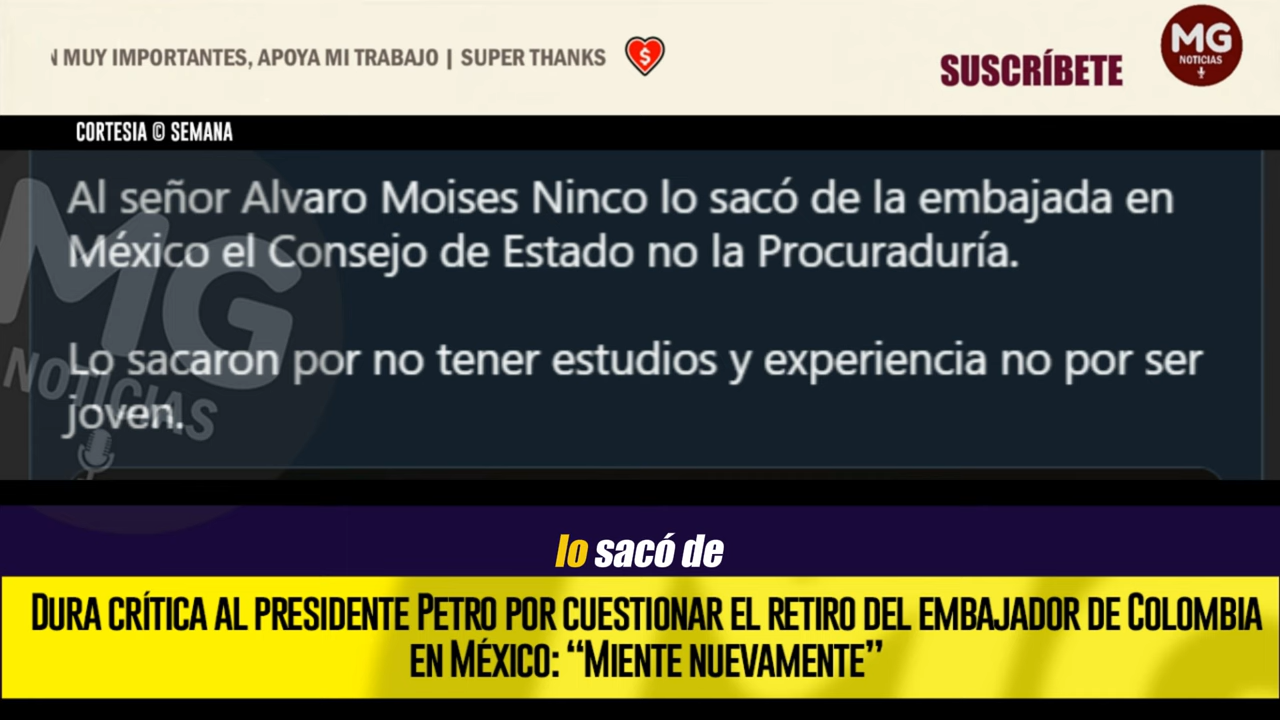 MUY IMPORTANTES, APOYA MI TRABAJO | SUPER THANKS
$
SUSCRÍBETE
MG
NOTICIAS
CORTESIA © SEMANA
Al señor Alvaro Moises Ninco lo sacó de la embajada en
México el Consejo de Estado no la Procuraduría.
Lo sacaron por no tener estudios y experiencia no por ser
joven.
MG
NOTICIAS
lo sacó de
DURA CRÍTICA AL PRESIDENTE PETRO POR CUESTIONAR EL RETIRO DEL EMBAJADOR DE COLOMBIA
EN MÉXICO: “MIENTE NUEVAMENTE”